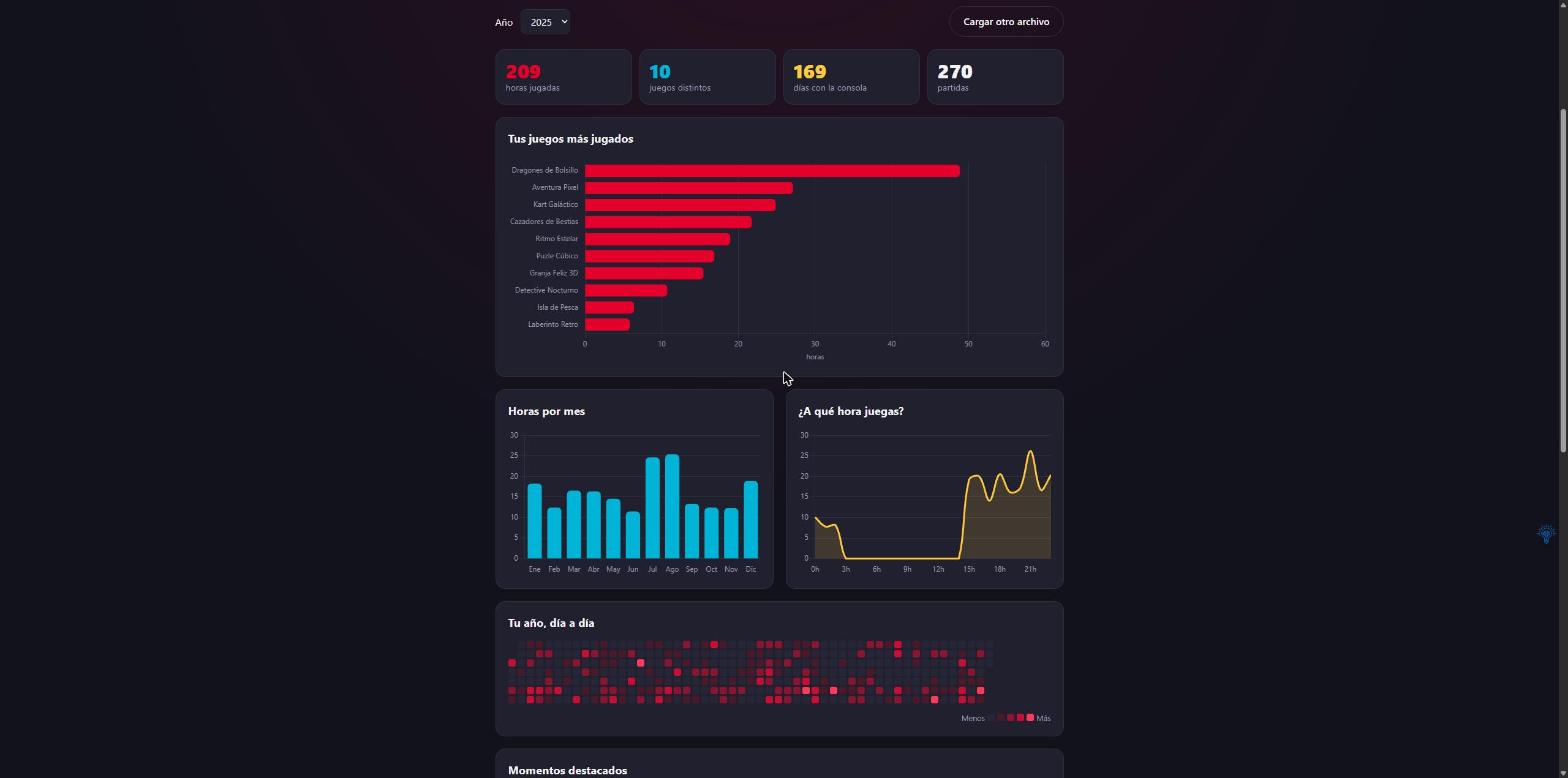 Año 2025 Cargar otro archivo
209 10 169 270
horas jugadas juegos distintos días con la consola partidas
Tus juegos más jugados
Dragones de Bolsillo
Aventura Pixel
Kart Galáctico
Cazadores de Bestias
Ritmo Estelar
Puzle Cúbico
Granja Feliz 3D
Detective Nocturno
Isla de Pesca
Laberinto Retro
0 10 20 30 40 50 60
horas
Horas por mes
30
25
20
15
10
5
0
Ene Feb Mar Abr May Jun Jul Ago Sep Oct Nov Dic
¿A qué hora juegas?
30
25
20
15
10
5
0
0h 3h 6h 9h 12h 15h 18h 21h
Tu año, día a día
Menos Más
Momentos destacados